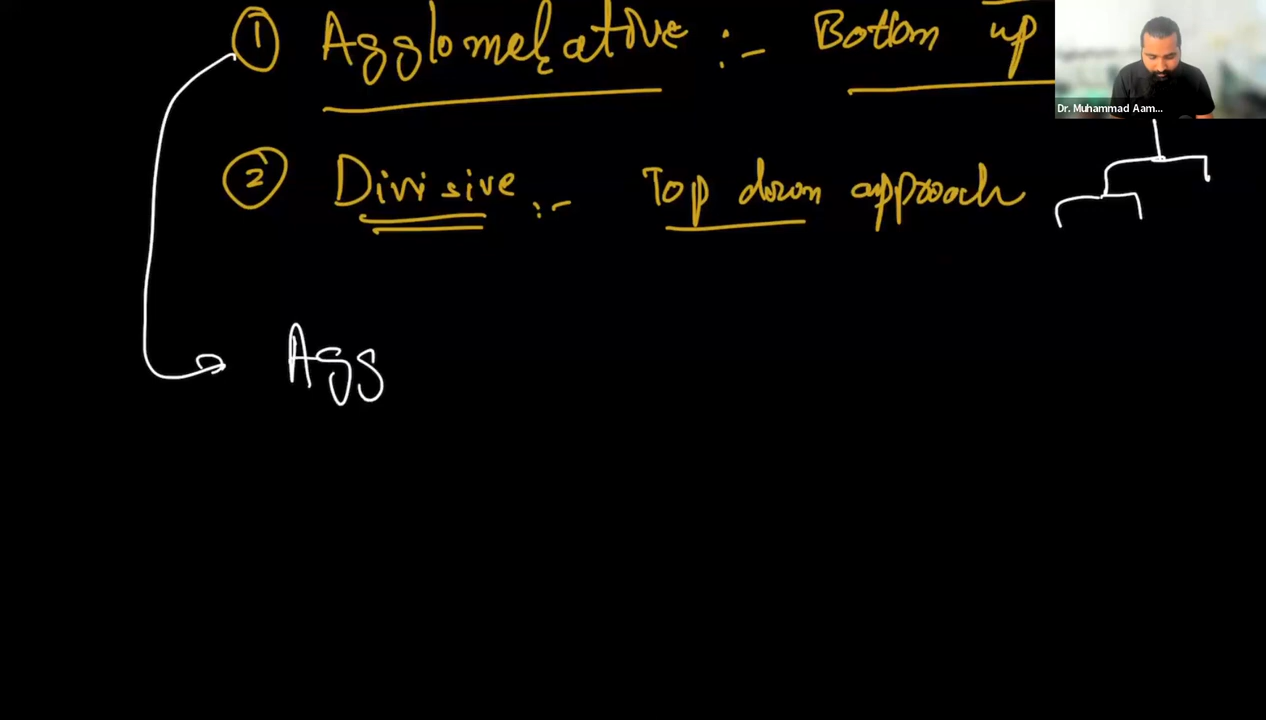 1 Agglomerative :- Bottom up
Dr. Muhammad Aam...
2 Divisive :- Top down approach
Agg